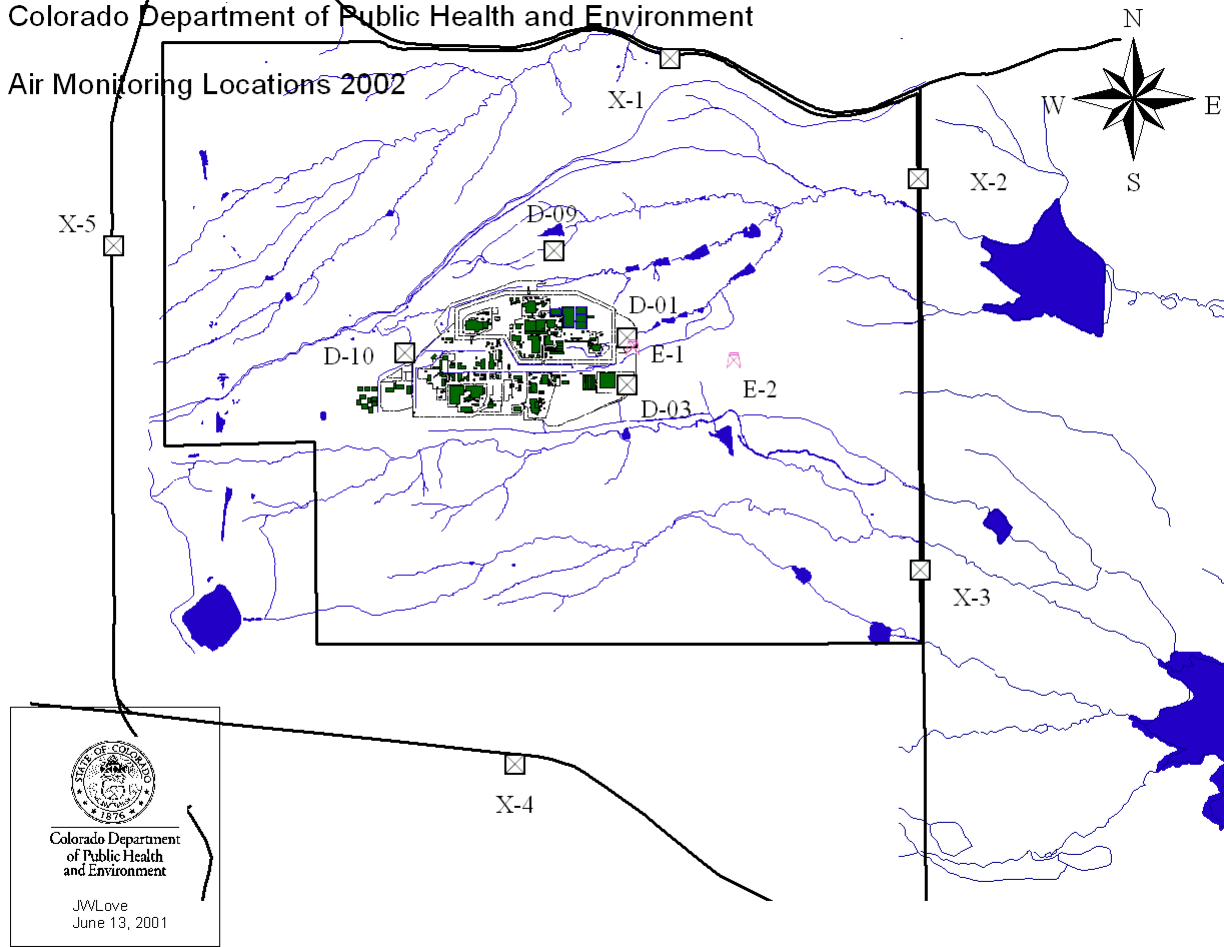 Colorado Department of Public Health and Environment
Air Monitoring Locations 2002
N
W
E
S
X-1
X-2
X-5
D-09
D-01
D-10
E-1
E-2
D-03
X-3
X-4
STATE OF COLORADO
1876
Colorado Department
of Public Health
and Environment
JWLove
June 13, 2001